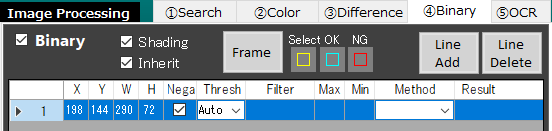 Image Processing ①Search ②Color ③Difference ④Binary ⑤OCR
Binary Shading Inherit Frame Select OK NG Line Add Line Delete
X Y W H Nega Thresh Filter Max Min Method Result
1 198 144 290 72 Auto